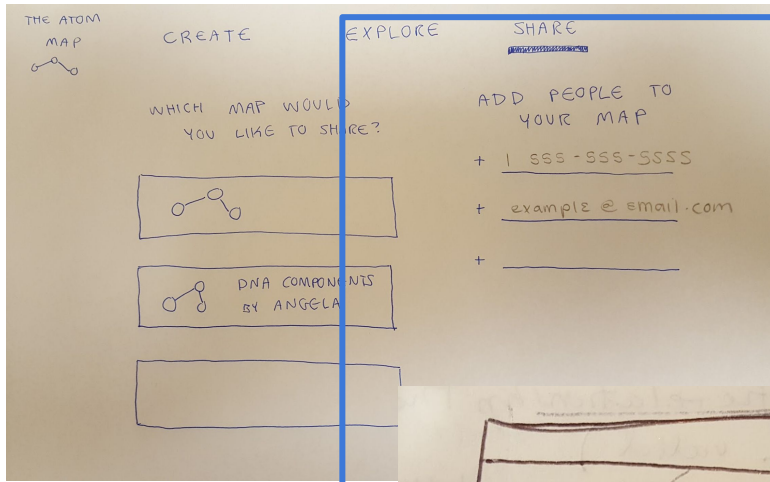 THE ATOM
MAP
CREATE
EXPLORE
SHARE
WHICH MAP WOULD
YOU LIKE TO SHARE?
DNA COMPONENTS
BY ANGELA
ADD PEOPLE TO
YOUR MAP
+ 1 555-555-5555
+ example@email.com
+